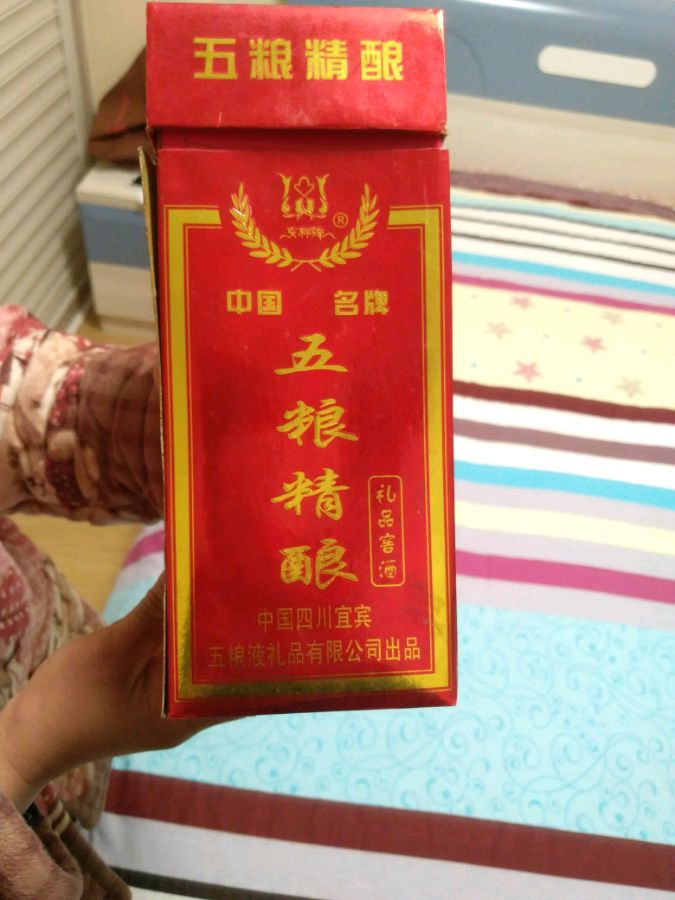 五粮精酿
®
中国 名牌
五粮精酿
礼品窖酒
中国四川宜宾
五粮液礼品有限公司出品